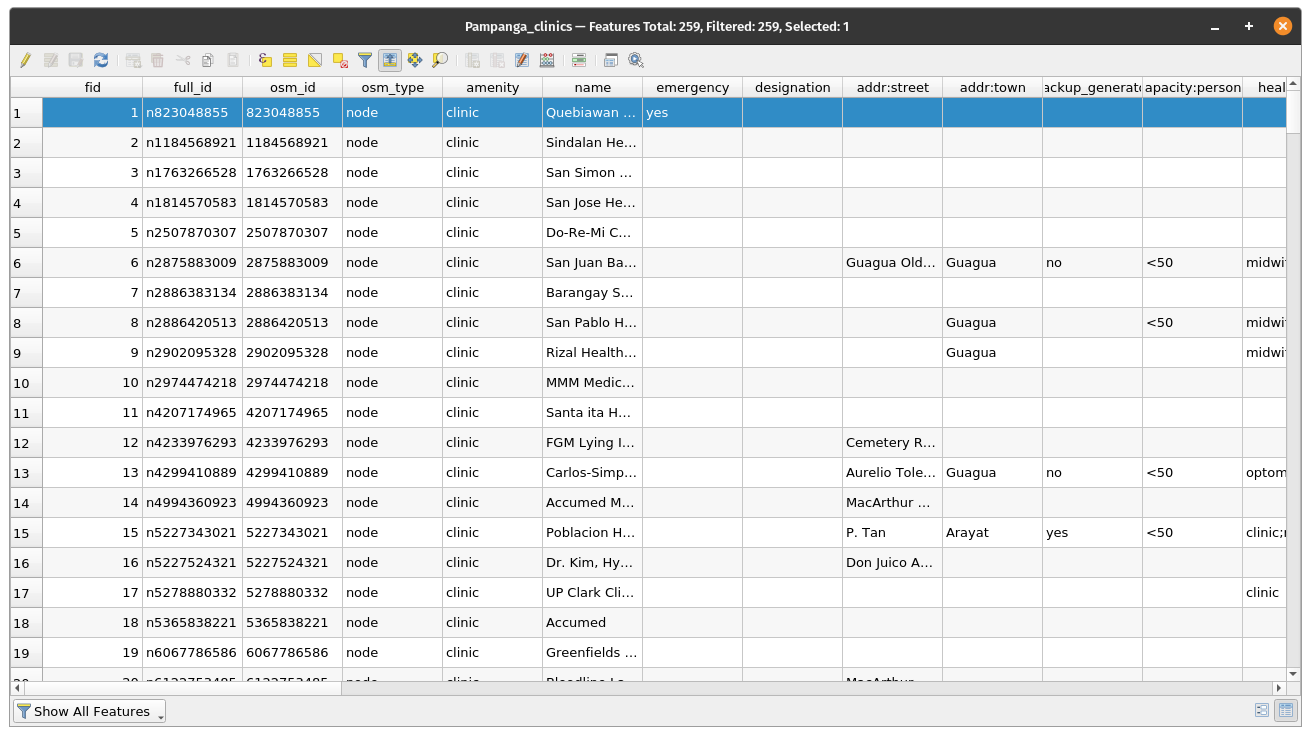 Pampanga_clinics — Features Total: 259, Filtered: 259, Selected: 1
fid full_id osm_id osm_type amenity name emergency designation addr:street addr:town ackup_generato apacity:person heal
1 1 n823048855 823048855 node clinic Quebiawan … yes
2 2 n1184568921 1184568921 node clinic Sindalan He…
3 3 n1763266528 1763266528 node clinic San Simon …
4 4 n1814570583 1814570583 node clinic San Jose He…
5 5 n2507870307 2507870307 node clinic Do-Re-Mi C…
6 6 n2875883009 2875883009 node clinic San Juan Ba… Guagua Old… Guagua no <50 midwi
7 7 n2886383134 2886383134 node clinic Barangay S…
8 8 n2886420513 2886420513 node clinic San Pablo H… Guagua <50 midwi
9 9 n2902095328 2902095328 node clinic Rizal Health… Guagua midwi
10 10 n2974474218 2974474218 node clinic MMM Medic…
11 11 n4207174965 4207174965 node clinic Santa ita H…
12 12 n4233976293 4233976293 node clinic FGM Lying I… Cemetery R…
13 13 n4299410889 4299410889 node clinic Carlos-Simp… Aurelio Tole… Guagua no <50 optom
14 14 n4994360923 4994360923 node clinic Accumed M… MacArthur …
15 15 n5227343021 5227343021 node clinic Poblacion H… P. Tan Arayat yes <50 clinic;
16 16 n5227524321 5227524321 node clinic Dr. Kim, Hy… Don Juico A…
17 17 n5278880332 5278880332 node clinic UP Clark Cli… clinic
18 18 n5365838221 5365838221 node clinic Accumed
19 19 n6067786586 6067786586 node clinic Greenfields …
Show All Features